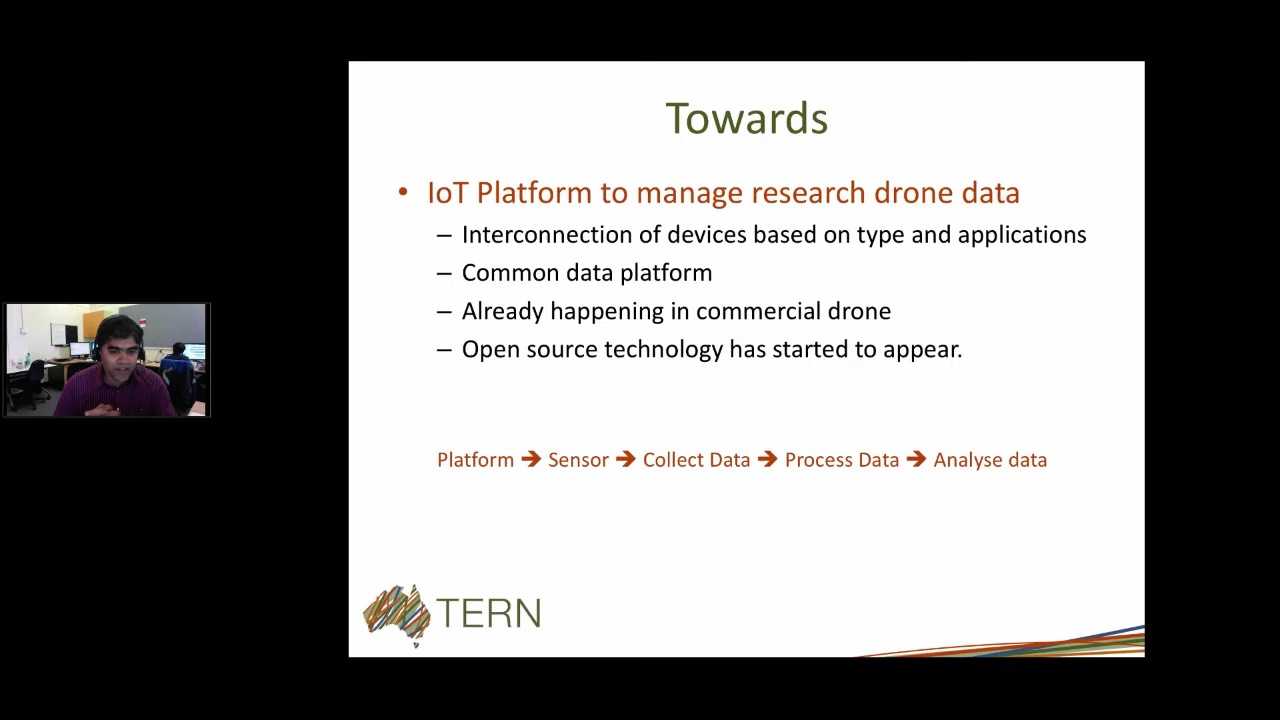 Towards
• IoT Platform to manage research drone data
– Interconnection of devices based on type and applications
– Common data platform
– Already happening in commercial drone
– Open source technology has started to appear.
Platform ➔ Sensor ➔ Collect Data ➔ Process Data ➔ Analyse data
TERN